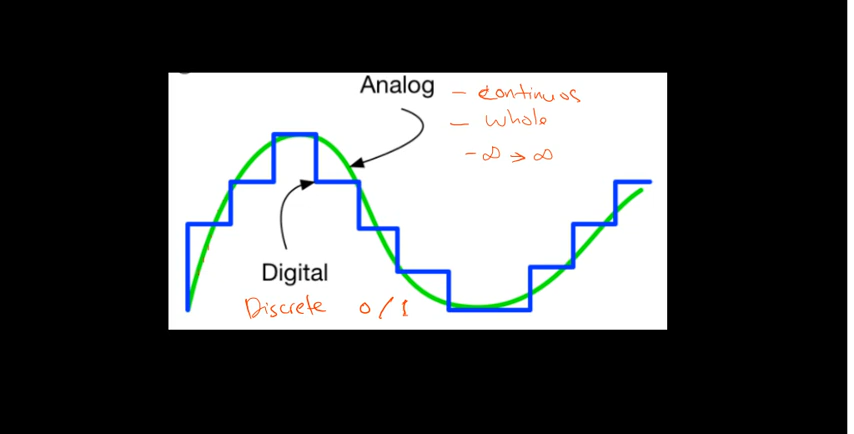 Analog
- continuos
- whole
-∞ → ∞
Digital
Discrete 0/1